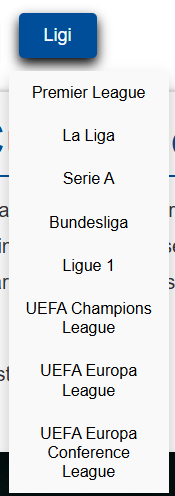 Ligi
Premier League
La Liga
Serie A
Bundesliga
Ligue 1
UEFA Champions
League
UEFA Europa
League
UEFA Europa
Conference
League